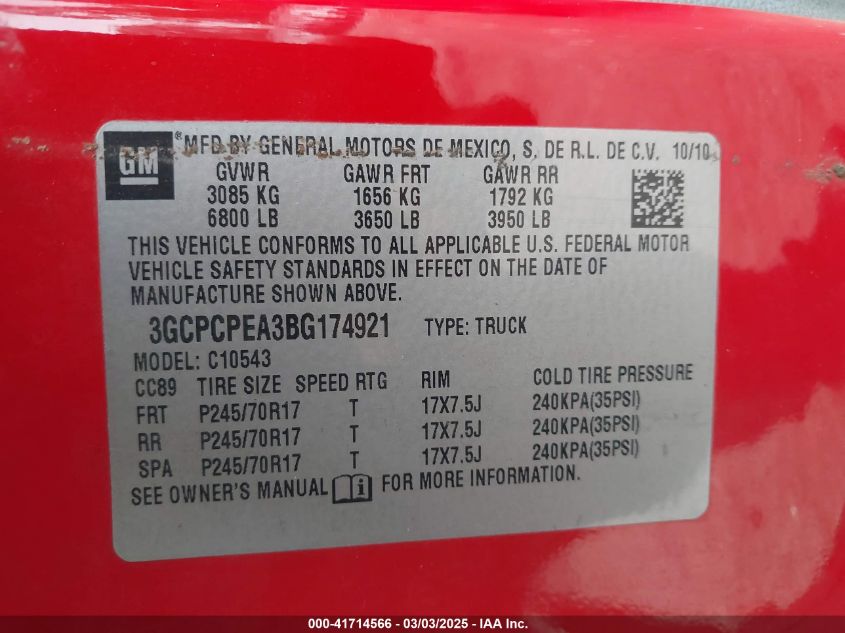 GM
® MFD BY GENERAL MOTORS DE MEXICO, S. DE R.L. DE C.V. 10/10
GVWR GAWR FRT GAWR RR
3085 KG 1656 KG 1792 KG
6800 LB 3650 LB 3950 LB
THIS VEHICLE CONFORMS TO ALL APPLICABLE U.S. FEDERAL MOTOR
VEHICLE SAFETY STANDARDS IN EFFECT ON THE DATE OF
MANUFACTURE SHOWN ABOVE.
3GCPCPEA3BG174921 TYPE: TRUCK
MODEL: C10543
CC89 TIRE SIZE SPEED RTG RIM COLD TIRE PRESSURE
FRT P245/70R17 T 17X7.5J 240KPA(35PSI)
RR P245/70R17 T 17X7.5J 240KPA(35PSI)
SPA P245/70R17 T 17X7.5J 240KPA(35PSI)
SEE OWNER'S MANUAL i FOR MORE INFORMATION.
000-41714566 - 03/03/2025 - IAA Inc.